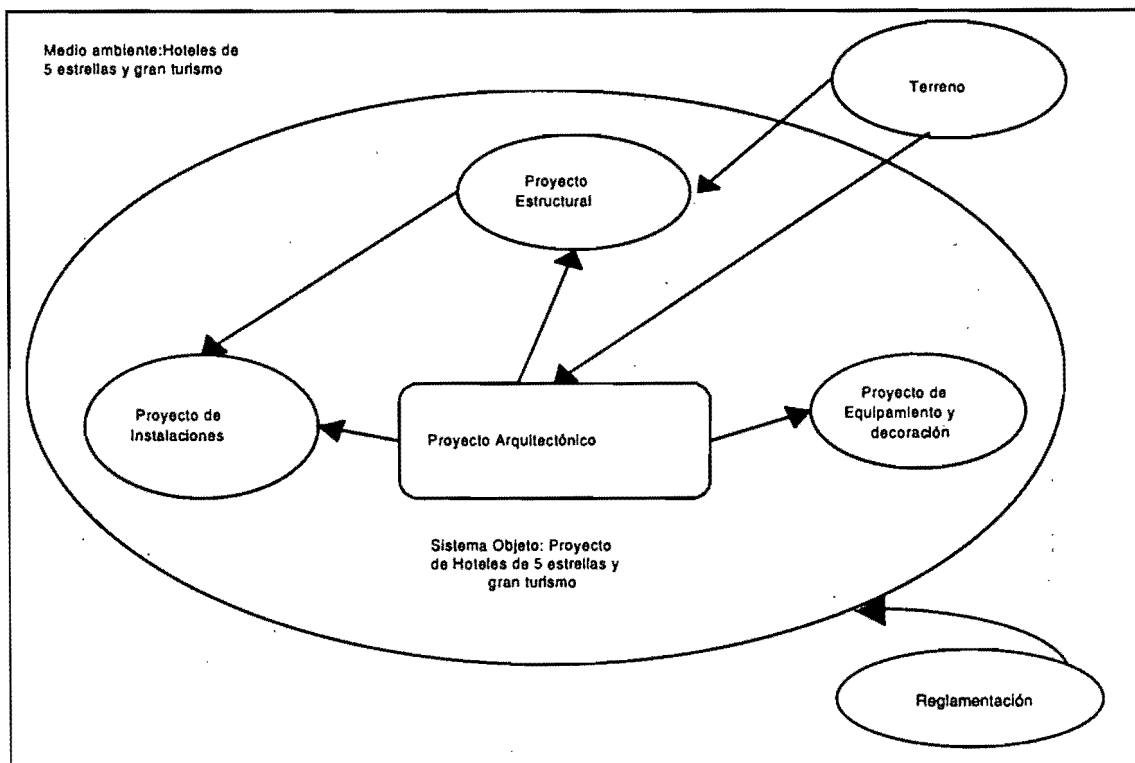 Medio ambiente:Hoteles de
5 estrellas y gran turismo
Terreno
Proyecto
Estructural
Proyecto de
Instalaciones
Proyecto Arquitectónico
Proyecto de
Equipamiento y
decoración
Sistema Objeto: Proyecto
de Hoteles de 5 estrellas y
gran turismo
Reglamentación